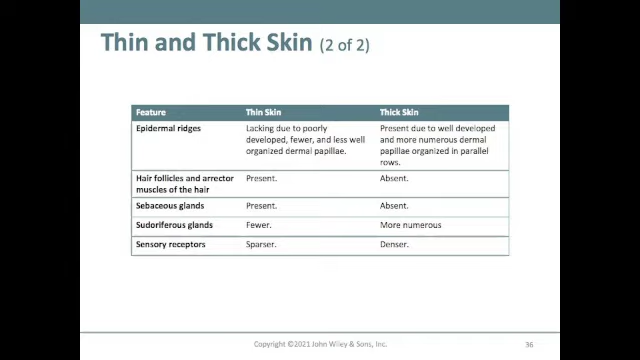 Thin and Thick Skin (2 of 2)
Feature Thin Skin Thick Skin
Epidermal ridges Lacking due to poorly Present due to well developed
developed, fewer, and less well and more numerous dermal
organized dermal papillae. papillae organized in parallel
rows.
Hair follicles and arrector Present. Absent.
muscles of the hair
Sebaceous glands Present. Absent.
Sudoriferous glands Fewer. More numerous
Sensory receptors Sparser. Denser.
Copyright ©2021 John Wiley & Sons, Inc. 36